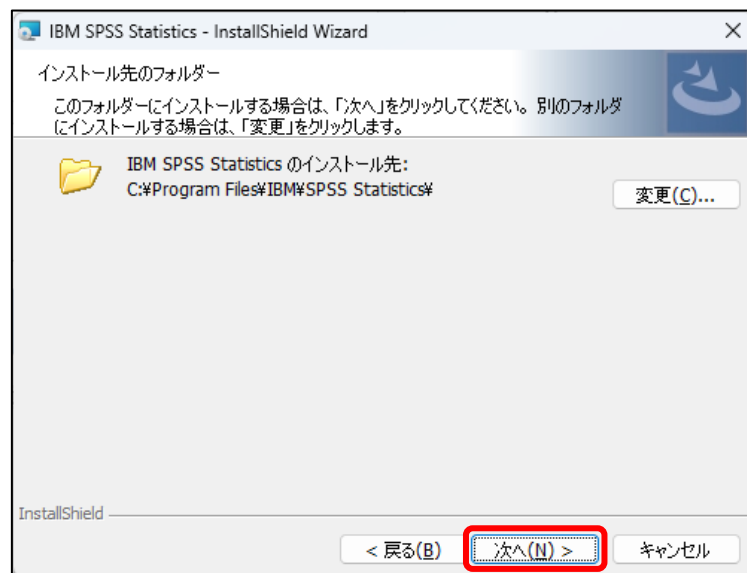 IBM SPSS Statistics - InstallShield Wizard
インストール先のフォルダー
このフォルダーにインストールする場合は、「次へ」をクリックしてください。別のフォルダ
にインストールする場合は、「変更」をクリックします。
IBM SPSS Statistics のインストール先:
C:¥Program Files¥IBM¥SPSS Statistics¥
変更(C)...
InstallShield
< 戻る(B)
次へ(N) >
キャンセル